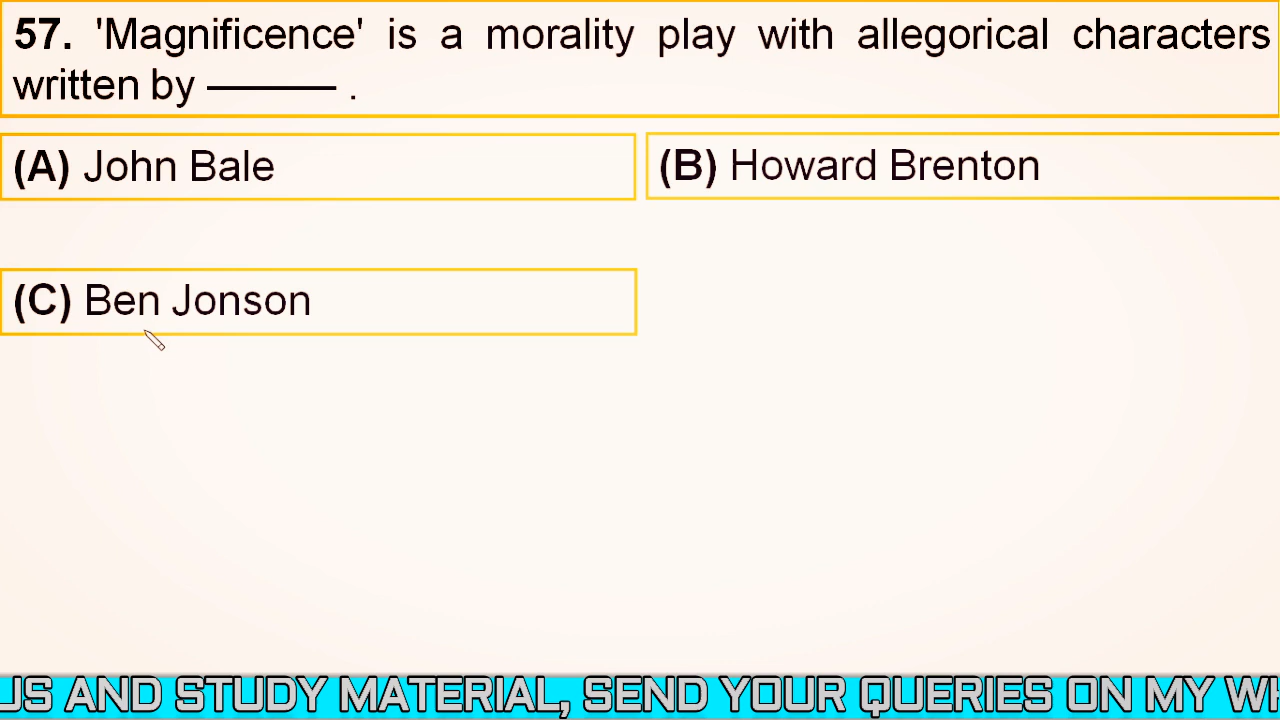 57. 'Magnificence' is a morality play with allegorical characters
written by ——— .
(A) John Bale
(B) Howard Brenton
(C) Ben Jonson
US AND STUDY MATERIAL, SEND YOUR QUERIES ON MY